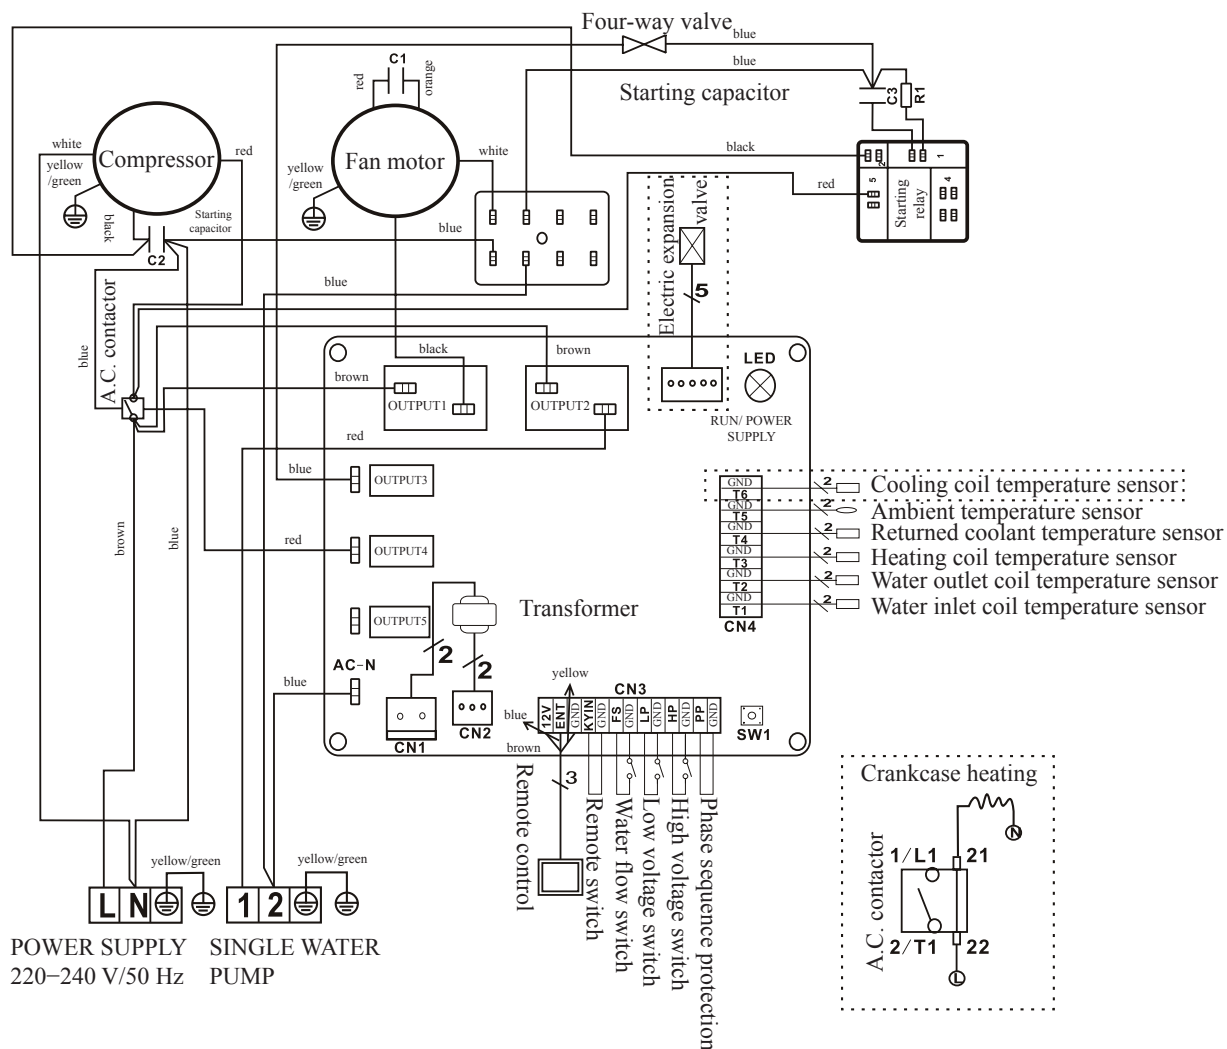 Four-way valve
blue
blue
C1
red
orange
Starting capacitor
C3
R1
white
Compressor
red
yellow
/green
Fan motor
white
yellow
/green
black
2
1
5
4
Starting
relay
red
Electric expansion
valve
5
black
Starting
capacitor
C2
blue
blue
A.C. contactor
blue
black
brown
brown
LED
OUTPUT1
OUTPUT2
RUN/ POWER
SUPPLY
red
blue
OUTPUT3
red
OUTPUT4
OUTPUT5
brown
blue
GND
T6
GND
T5
GND
T4
GND
T3
GND
T2
GND
T1
CN4
2 Cooling coil temperature sensor
2 Ambient temperature sensor
2 Returned coolant temperature sensor
2 Heating coil temperature sensor
2 Water outlet coil temperature sensor
2 Water inlet coil temperature sensor
Transformer
2
2
AC-N
blue
CN1
CN2
yellow
blue
brown
CN3
12V
ENT
GND
KYIN
GND
FS
GND
LP
GND
HP
GND
PP
GND
SW1
3
Remote control
Remote switch
Water flow switch
Low voltage switch
High voltage switch
Phase sequence protection
Crankcase heating
N
A.C. contactor
1/L1
21
2/T1
22
L
yellow/green
yellow/green
L N
1 2
POWER SUPPLY
220−240 V/50 Hz
SINGLE WATER
PUMP